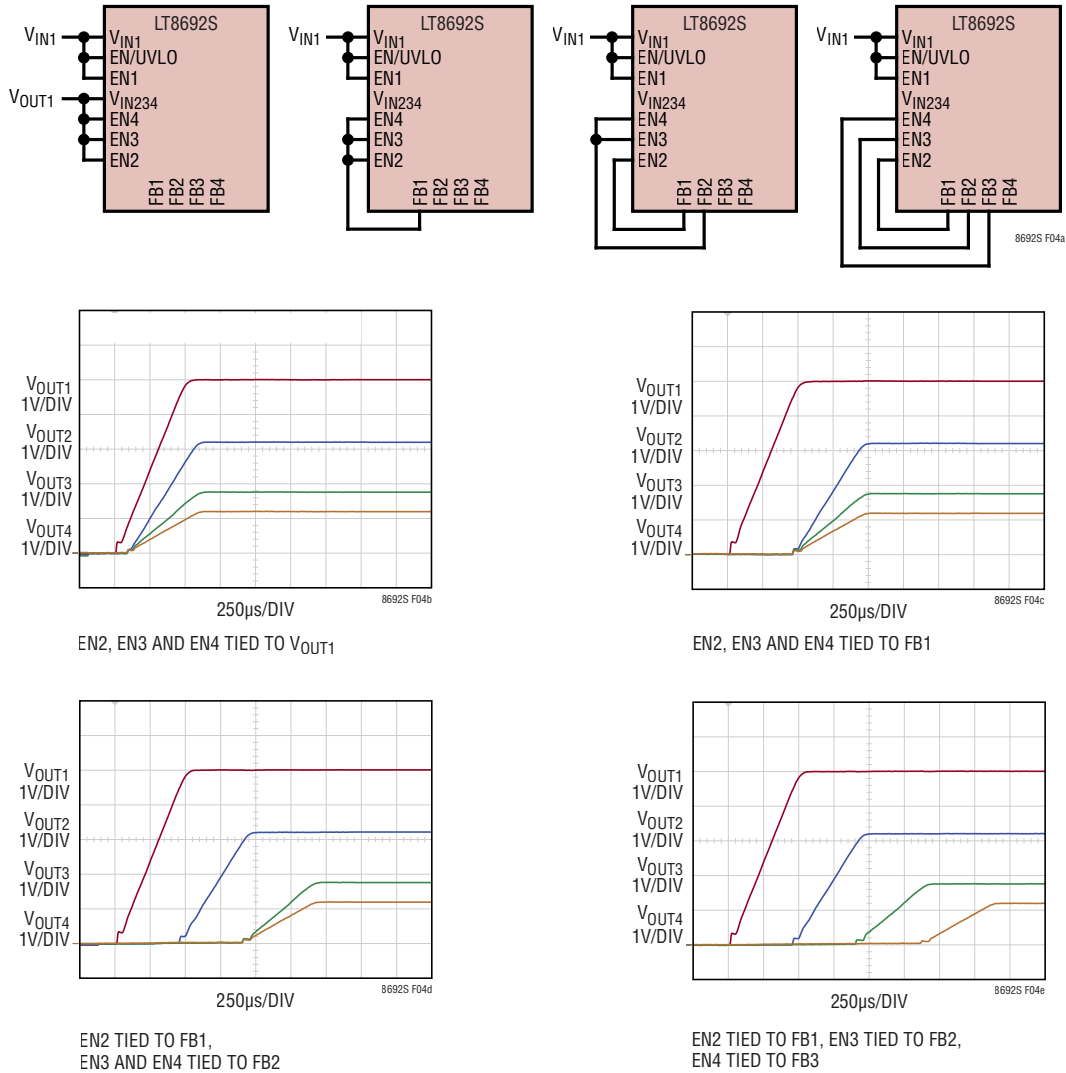 LT8692S
VIN1
VIN1
EN/UVLO
EN1
VOUT1
VIN234
EN4
EN3
EN2
FB1
FB2
FB3
FB4
LT8692S
VIN1
VIN1
EN/UVLO
EN1
VIN234
EN4
EN3
EN2
FB1
FB2
FB3
FB4
LT8692S
VIN1
VIN1
EN/UVLO
EN1
VIN234
EN4
EN3
EN2
FB1
FB2
FB3
FB4
LT8692S
VIN1
VIN1
EN/UVLO
EN1
VIN234
EN4
EN3
EN2
FB1
FB2
FB3
FB4
8692S F04a
VOUT1
1V/DIV
VOUT2
1V/DIV
VOUT3
1V/DIV
VOUT4
1V/DIV
250µs/DIV
8692S F04b
EN2, EN3 AND EN4 TIED TO VOUT1
VOUT1
1V/DIV
VOUT2
1V/DIV
VOUT3
1V/DIV
VOUT4
1V/DIV
250µs/DIV
8692S F04c
EN2, EN3 AND EN4 TIED TO FB1
VOUT1
1V/DIV
VOUT2
1V/DIV
VOUT3
1V/DIV
VOUT4
1V/DIV
250µs/DIV
8692S F04d
EN2 TIED TO FB1,
EN3 AND EN4 TIED TO FB2
VOUT1
1V/DIV
VOUT2
1V/DIV
VOUT3
1V/DIV
VOUT4
1V/DIV
250µs/DIV
8692S F04e
EN2 TIED TO FB1, EN3 TIED TO FB2,
EN4 TIED TO FB3